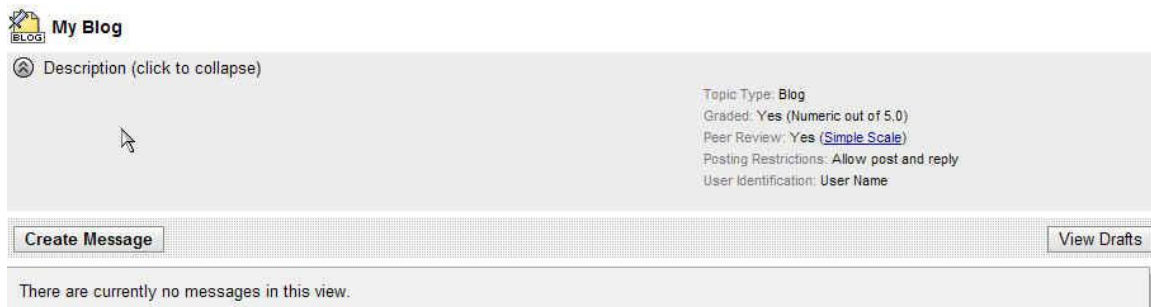 BLOG
My Blog
Description (click to collapse)
Topic Type: Blog
Graded: Yes (Numeric out of 5.0)
Peer Review: Yes (Simple Scale)
Posting Restrictions: Allow post and reply
User Identification: User Name
Create Message
View Drafts
There are currently no messages in this view.